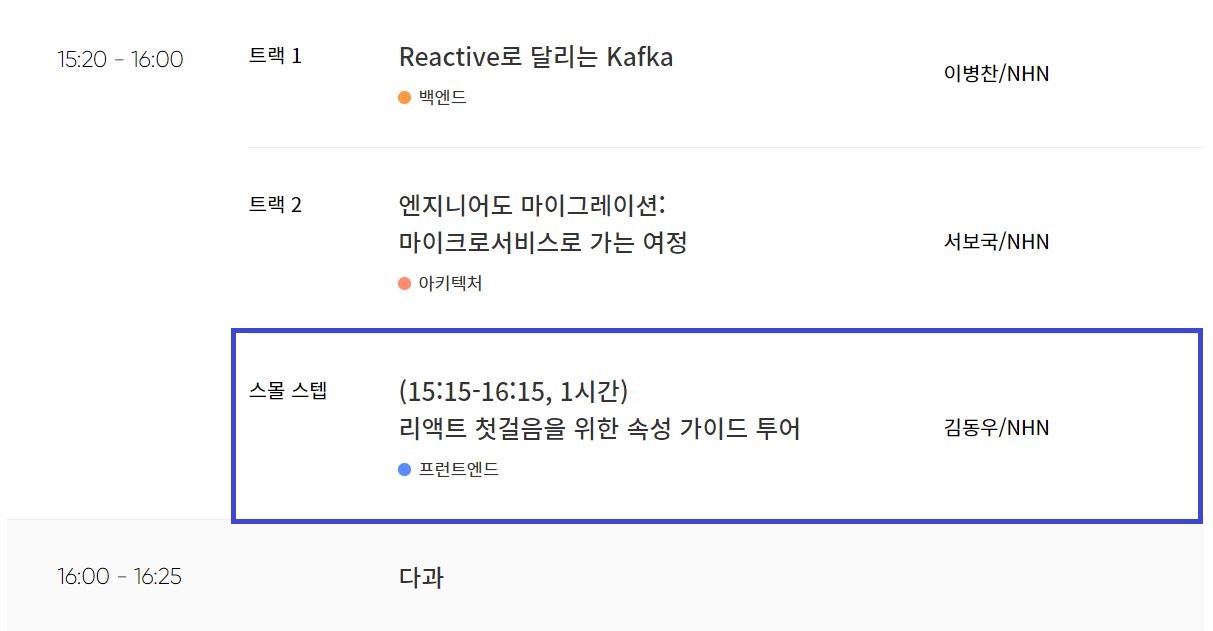 15:20 - 16:00
트랙 1
Reactive로 달리는 Kafka
백엔드
이병찬/NHN
트랙 2
엔지니어도 마이그레이션:
마이크로서비스로 가는 여정
아키텍처
서보국/NHN
스몰 스텝
(15:15-16:15, 1시간)
리액트 첫걸음을 위한 속성 가이드 투어
프런트엔드
김동우/NHN
16:00 - 16:25
다과